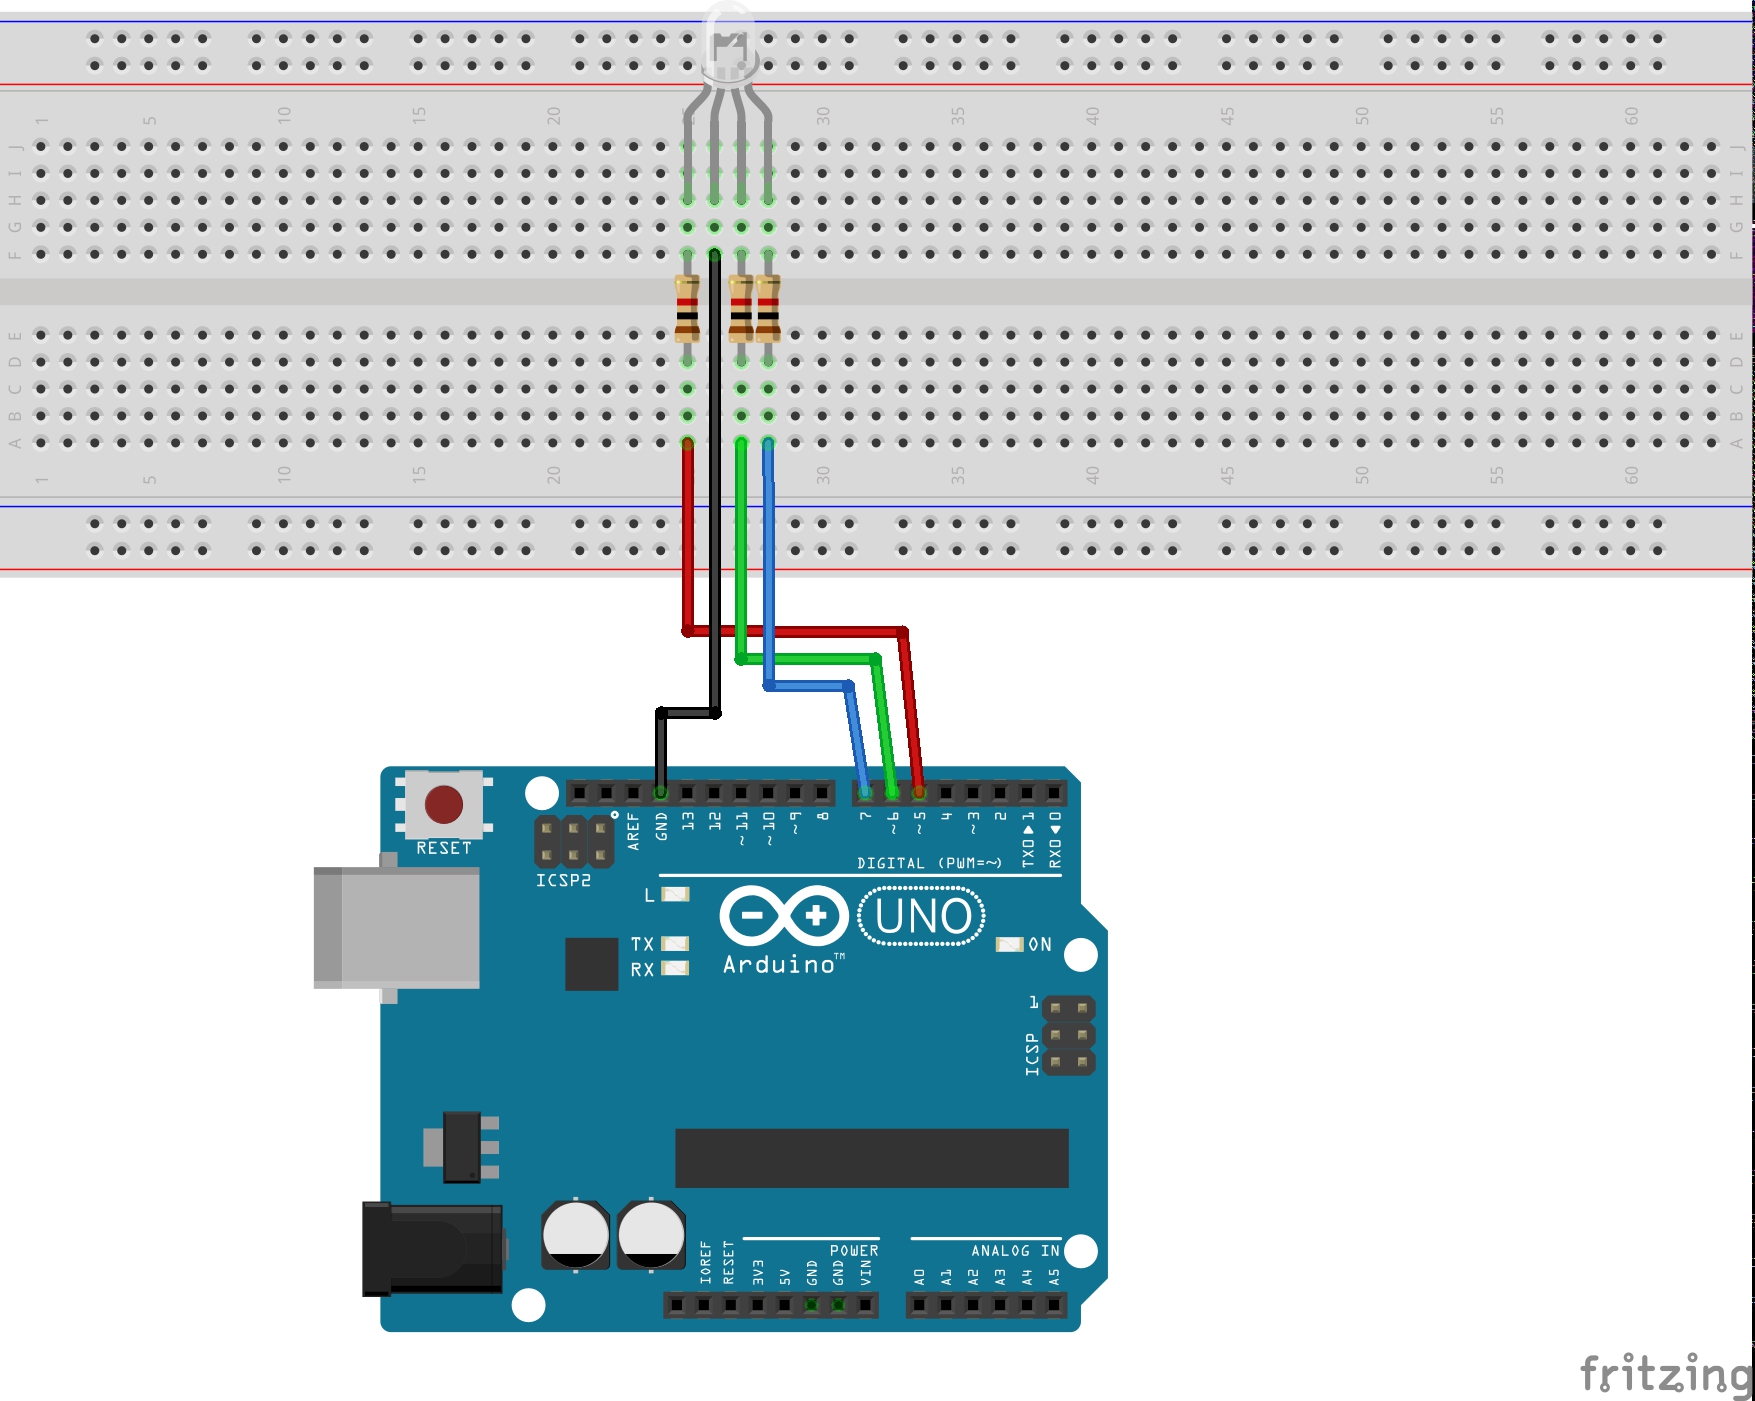 1 5 10 15 20 30 35 40 45 50 55 60
J J
I I
H H
G G
F F
E E
D D
C C
B B
A A
1 5 10 15 20 30 35 40 45 50 55 60
RESET
AREF GND 13 12 ~11 ~10 ~9 8 7 ~6 ~5 4 ~3 2 TX0▶1 RX0◀0
DIGITAL (PWM=~)
ICSP2
L
UNO
TX ON
RX Arduino™
1
ICSP
POWER ANALOG IN
IOREF RESET 3V3 5V GND GND VIN A0 A1 A2 A3 A4 A5
fritzing